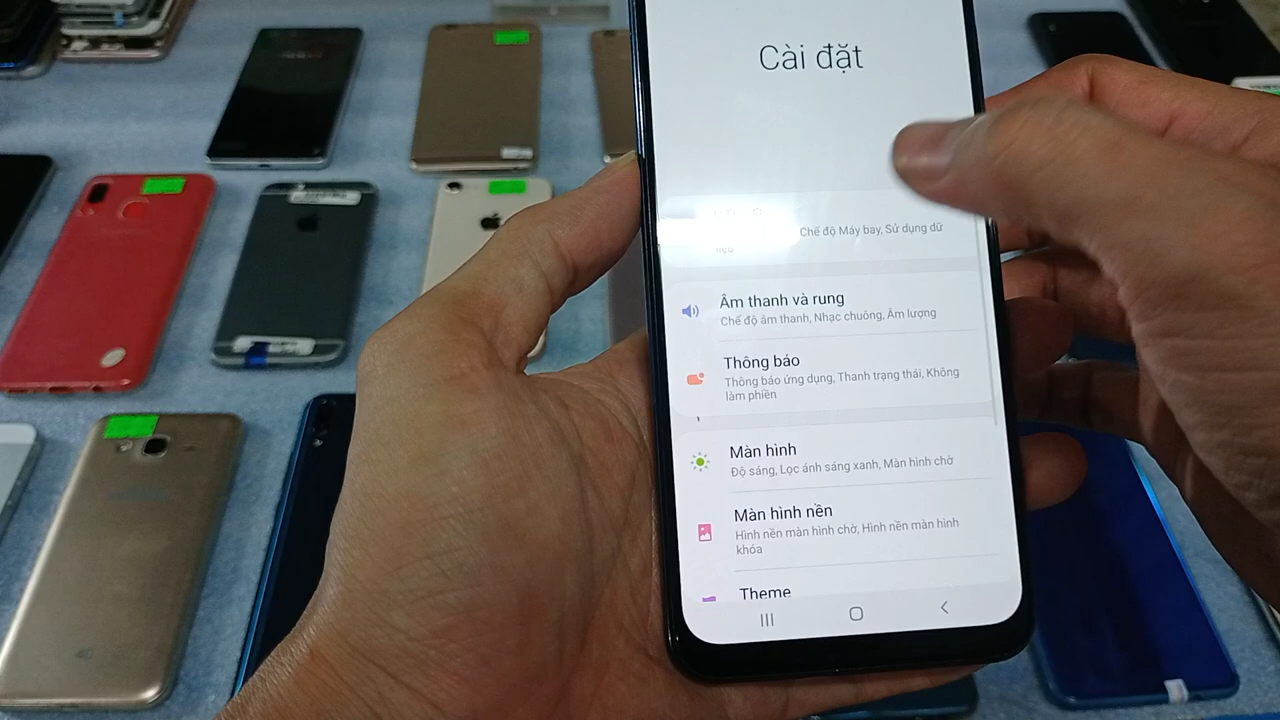 Cài đặt
Chế độ Máy bay, Sử dụng dữ
liệu
Âm thanh và rung
Chế độ âm thanh, Nhạc chuông, Âm lượng
Thông báo
Thông báo ứng dụng, Thanh trạng thái, Không
làm phiền
Màn hình
Độ sáng, Lọc ánh sáng xanh, Màn hình chờ
Màn hình nền
Hình nền màn hình chờ, Hình nền màn hình
khóa
Theme